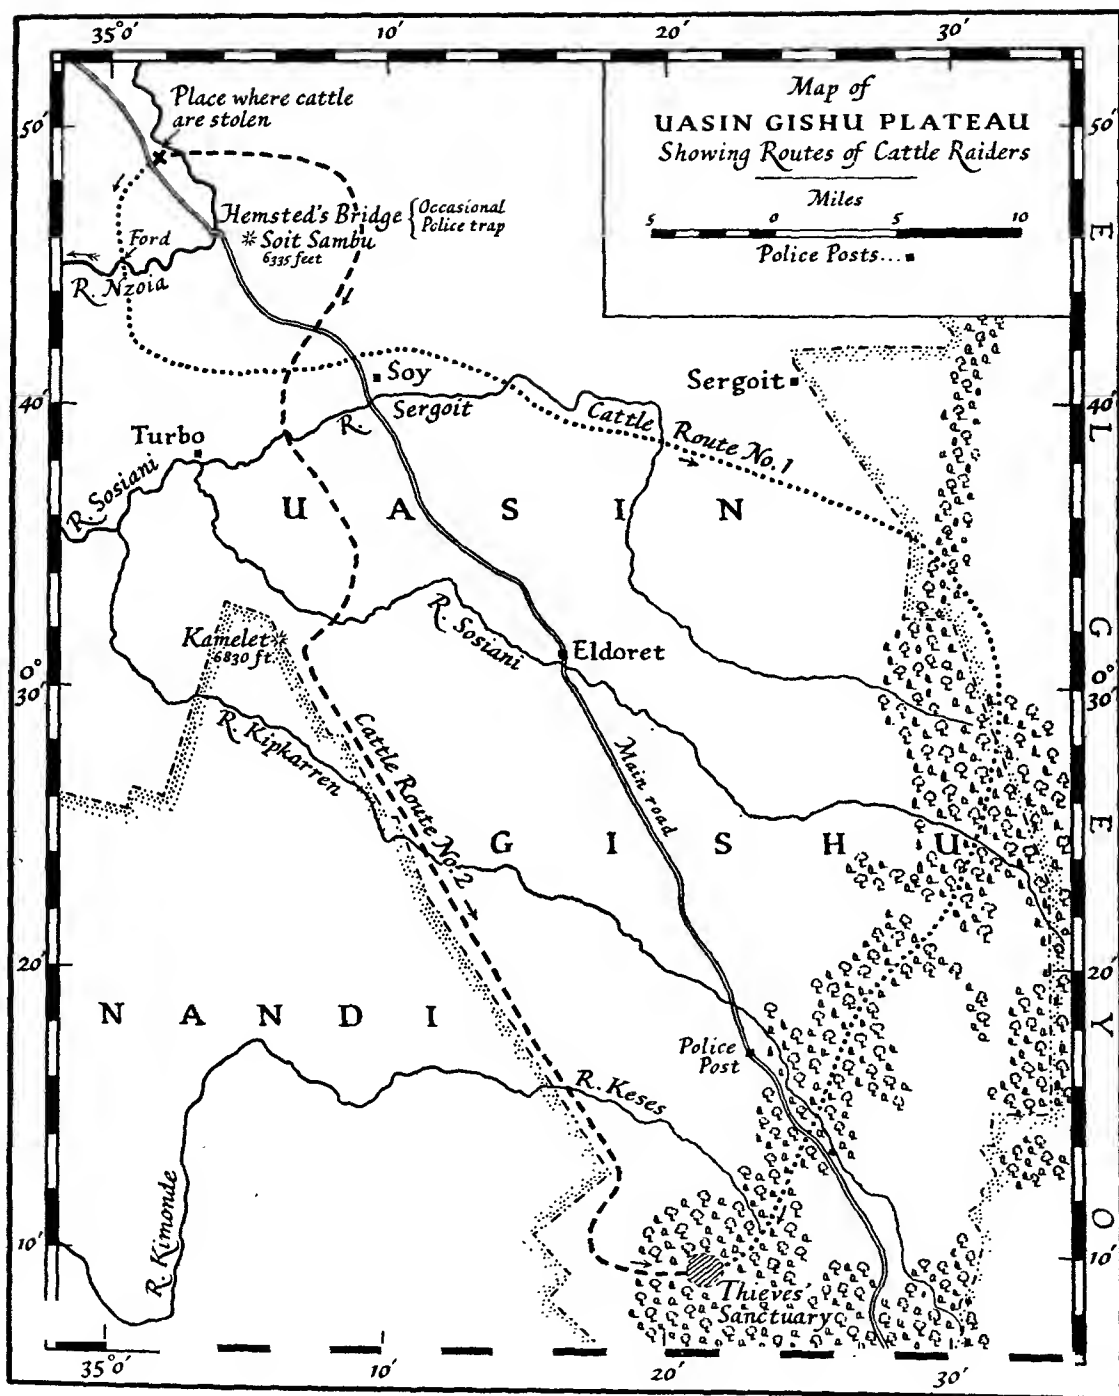 35°0'
10'
20'
30'
Map of
UASIN GISHU PLATEAU
Showing Routes of Cattle Raiders
Miles
5 0 5 10
Police Posts...
50'
50'
Place where cattle
are stolen
Hemsted's Bridge { Occasional
Police trap
Soit Sambu
6335 feet
Ford
R. Nzoia
Soy
Sergoit
40'
40'
R. Sergoit
Cattle Route No. 1
Turbo
R. Sosiani
UASIN
R. Sosiani
Kamelet
6830 ft.
Eldoret
0°
30'
0°
30'
R. Kipkarren
Cattle Route No. 2
Main road
GISHU
ELGEYO
20'
20'
NANDI
Police
Post
R. Keses
R. Kimonde
10'
10'
Thieves'
Sanctuary
35°0'
10'
20'
30'